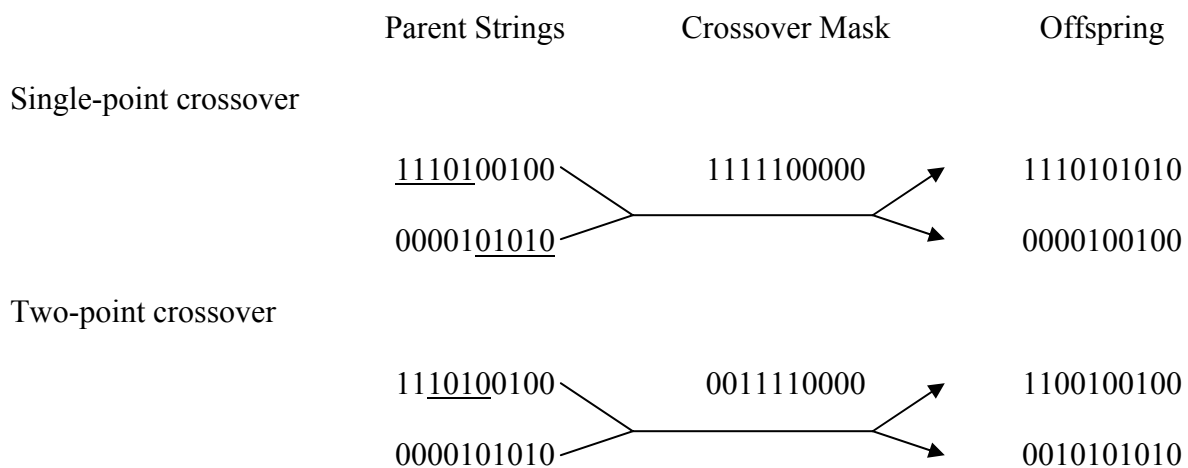 Parent Strings Crossover Mask Offspring
Single-point crossover
1110100100 1111100000 1110101010
0000101010 0000100100
Two-point crossover
1110100100 0011110000 1100100100
0000101010 0010101010